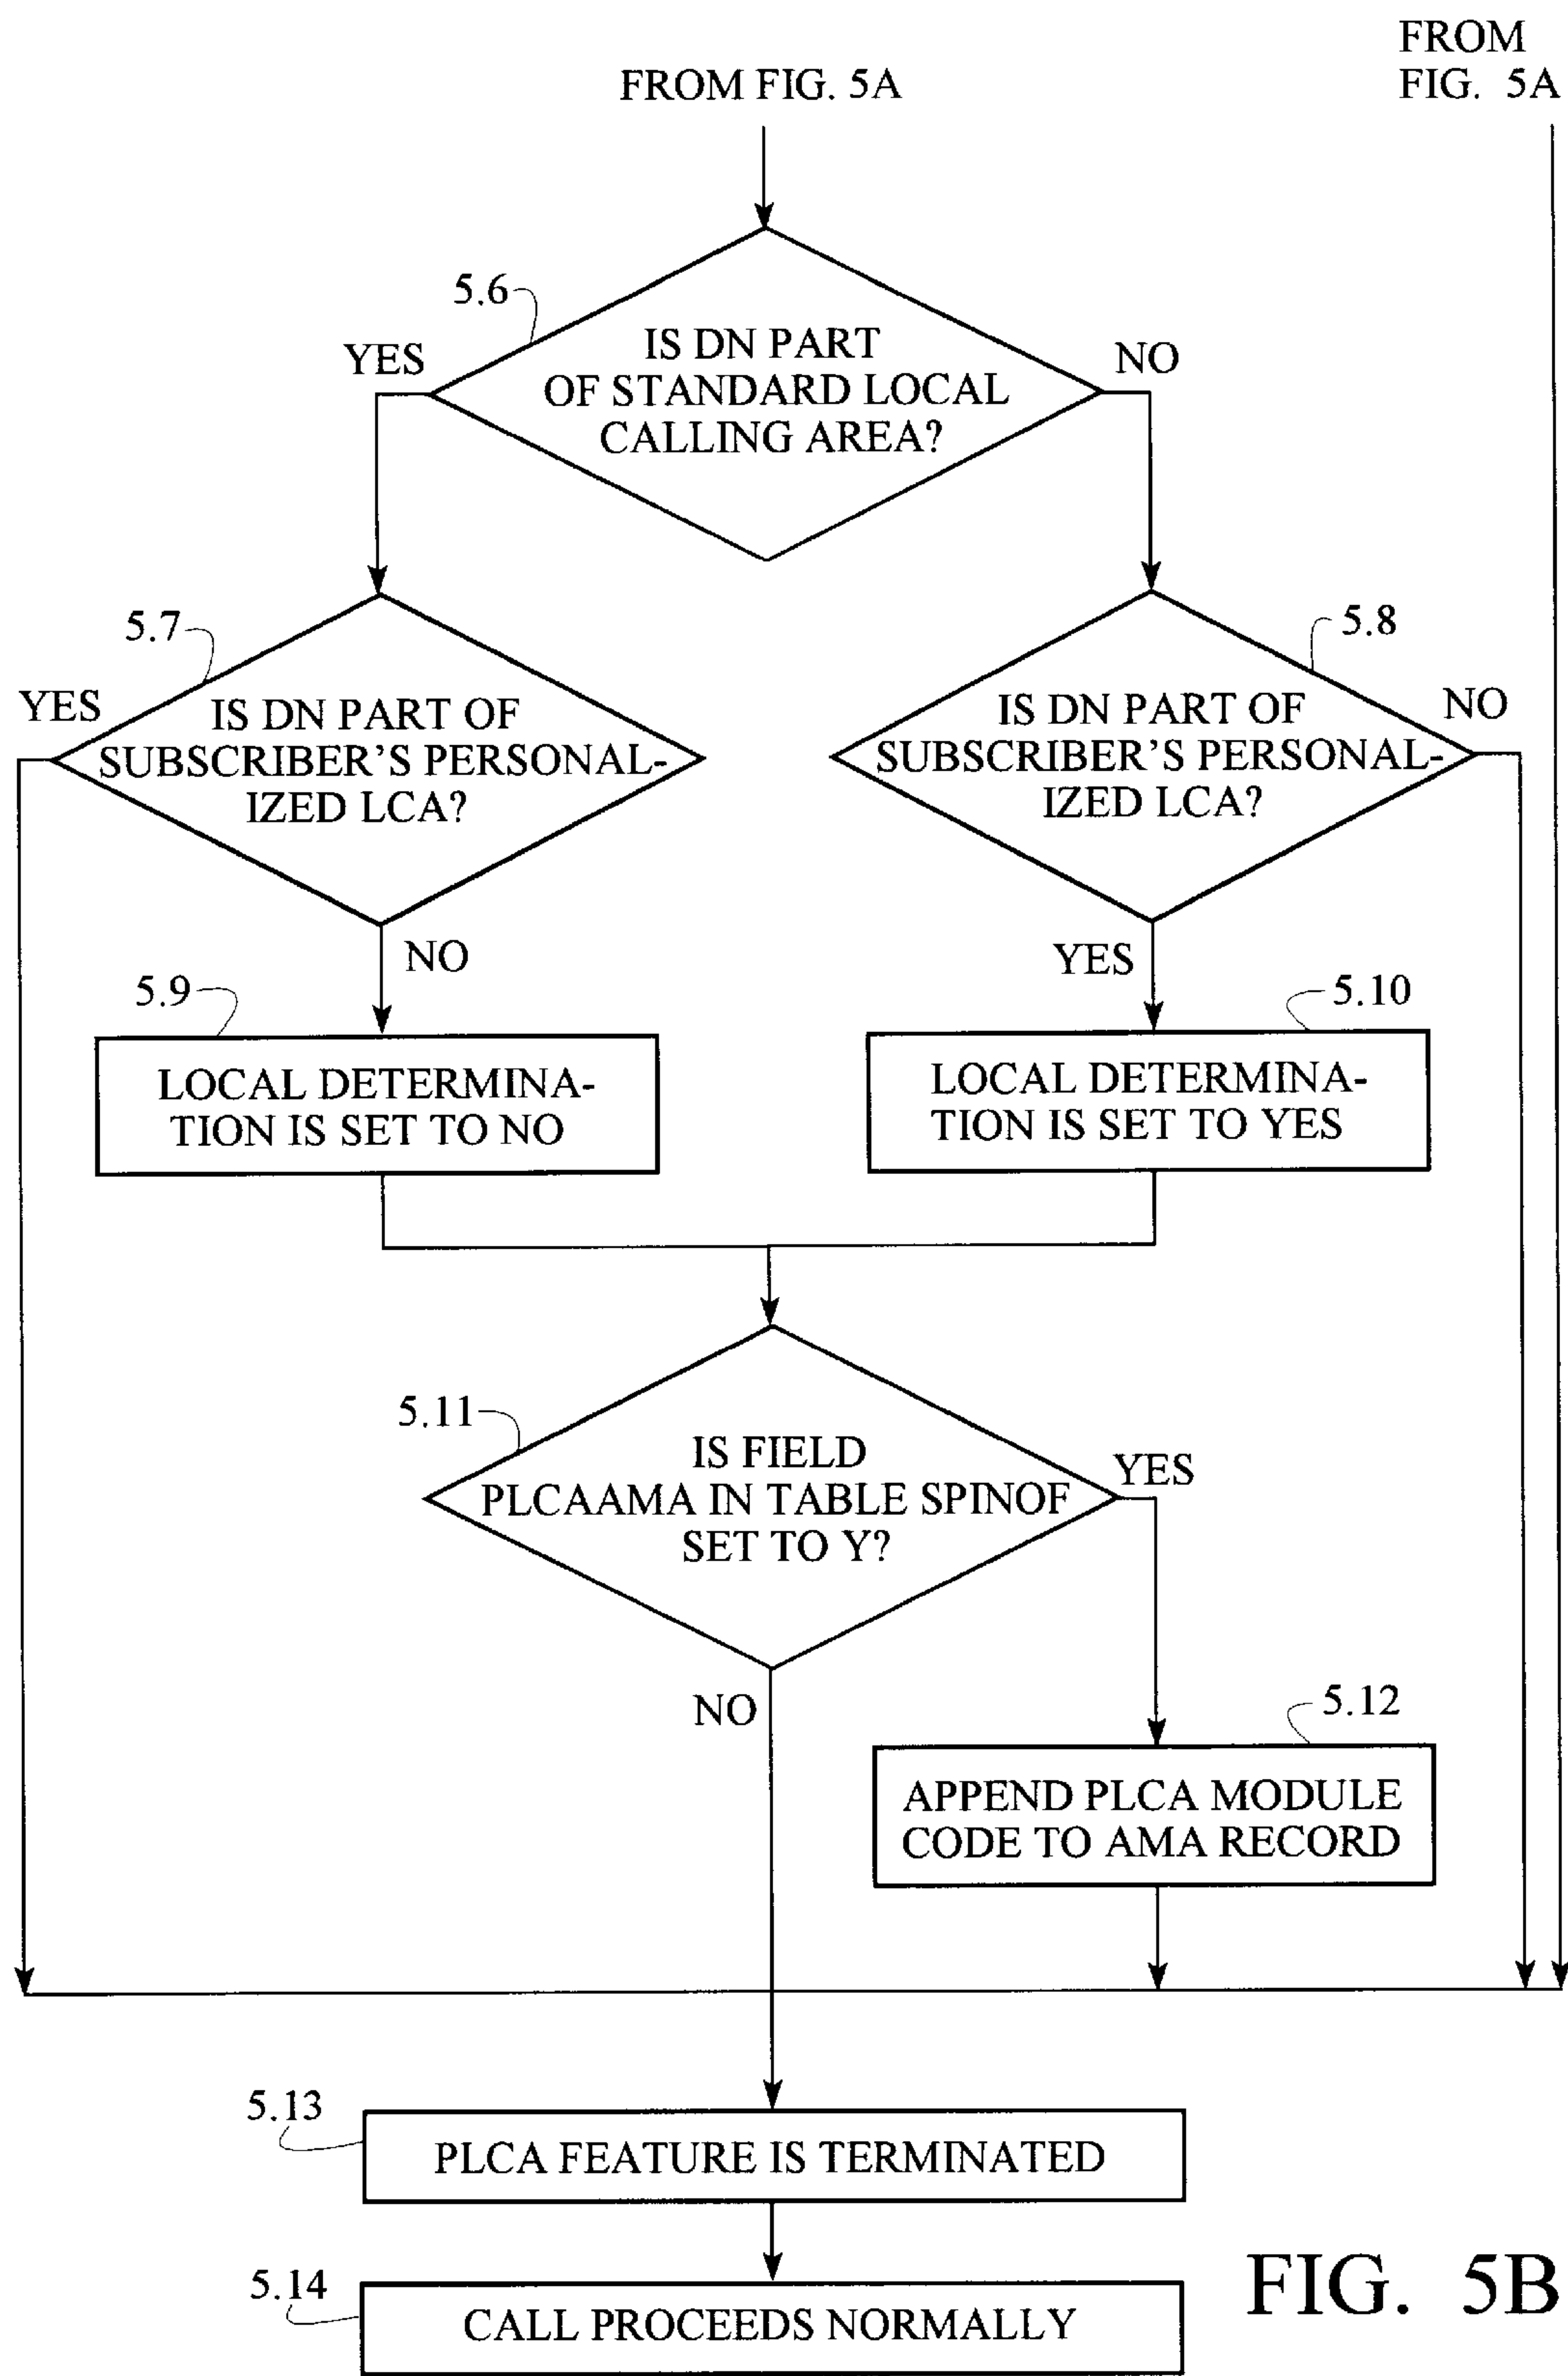 FROM
FIG. 5A
FROM FIG. 5A
5.6
YES
IS DN PART
OF STANDARD LOCAL
CALLING AREA?
NO
5.7
YES
IS DN PART OF
SUBSCRIBER'S PERSONAL-
IZED LCA?
NO
5.8
IS DN PART OF
SUBSCRIBER'S PERSONAL-
IZED LCA?
NO
YES
5.9
LOCAL DETERMINA-
TION IS SET TO NO
5.10
LOCAL DETERMINA-
TION IS SET TO YES
5.11
IS FIELD
PLCAAMA IN TABLE SPINOF
SET TO Y?
YES
NO
5.12
APPEND PLCA MODULE
CODE TO AMA RECORD
5.13
PLCA FEATURE IS TERMINATED
5.14
CALL PROCEEDS NORMALLY
FIG. 5B